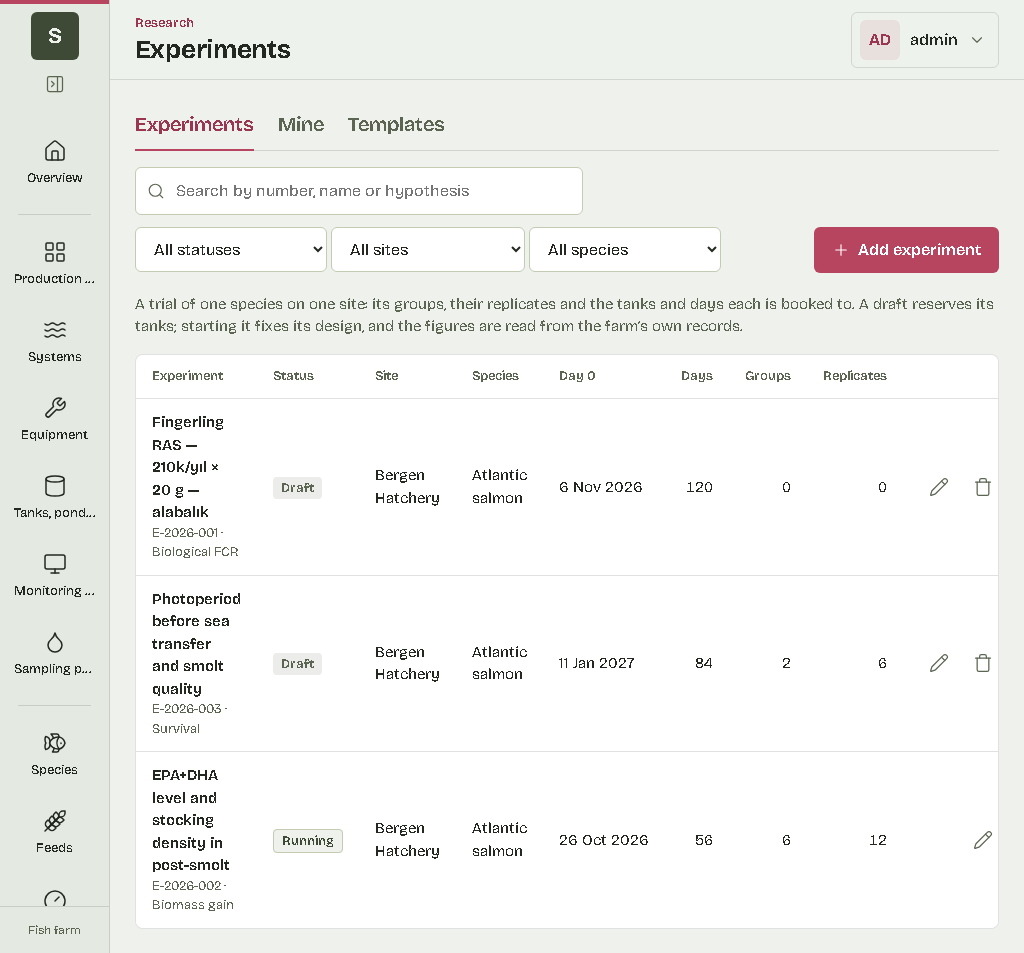 S
Research
Experiments
AD
admin
Overview
Production ...
Systems
Equipment
Tanks, pond...
Monitoring ...
Sampling p...
Species
Feeds
Fish farm
Experiments
Mine
Templates
Search by number, name or hypothesis
All statuses
All sites
All species
+ Add experiment
A trial of one species on one site: its groups, their replicates and the tanks and days each is booked to. A draft reserves its
tanks; starting it fixes its design, and the figures are read from the farm's own records.
Experiment Status Site Species Day 0 Days Groups Replicates
Fingerling
RAS —
210k/yıl ×
20 g —
alabalık
E-2026-001 ·
Biological FCR
Draft
Bergen
Hatchery
Atlantic
salmon
6 Nov 2026
120
0
0
Photoperiod
before sea
transfer
and smolt
quality
E-2026-003 ·
Survival
Draft
Bergen
Hatchery
Atlantic
salmon
11 Jan 2027
84
2
6
EPA+DHA
level and
stocking
density in
post-smolt
E-2026-002 ·
Biomass gain
Running
Bergen
Hatchery
Atlantic
salmon
26 Oct 2026
56
6
12